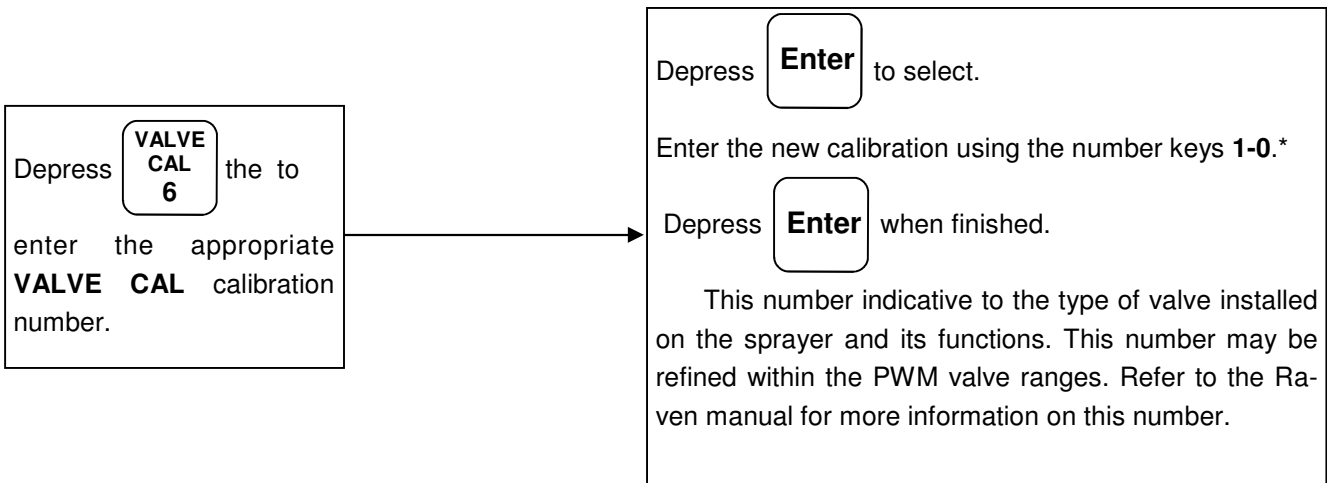 Depress VALVE CAL 6 the to
enter the appropriate
VALVE CAL calibration
number.
Depress Enter to select.
Enter the new calibration using the number keys 1-0.*
Depress Enter when finished.
This number indicative to the type of valve installed
on the sprayer and its functions. This number may be
refined within the PWM valve ranges. Refer to the Ra-
ven manual for more information on this number.